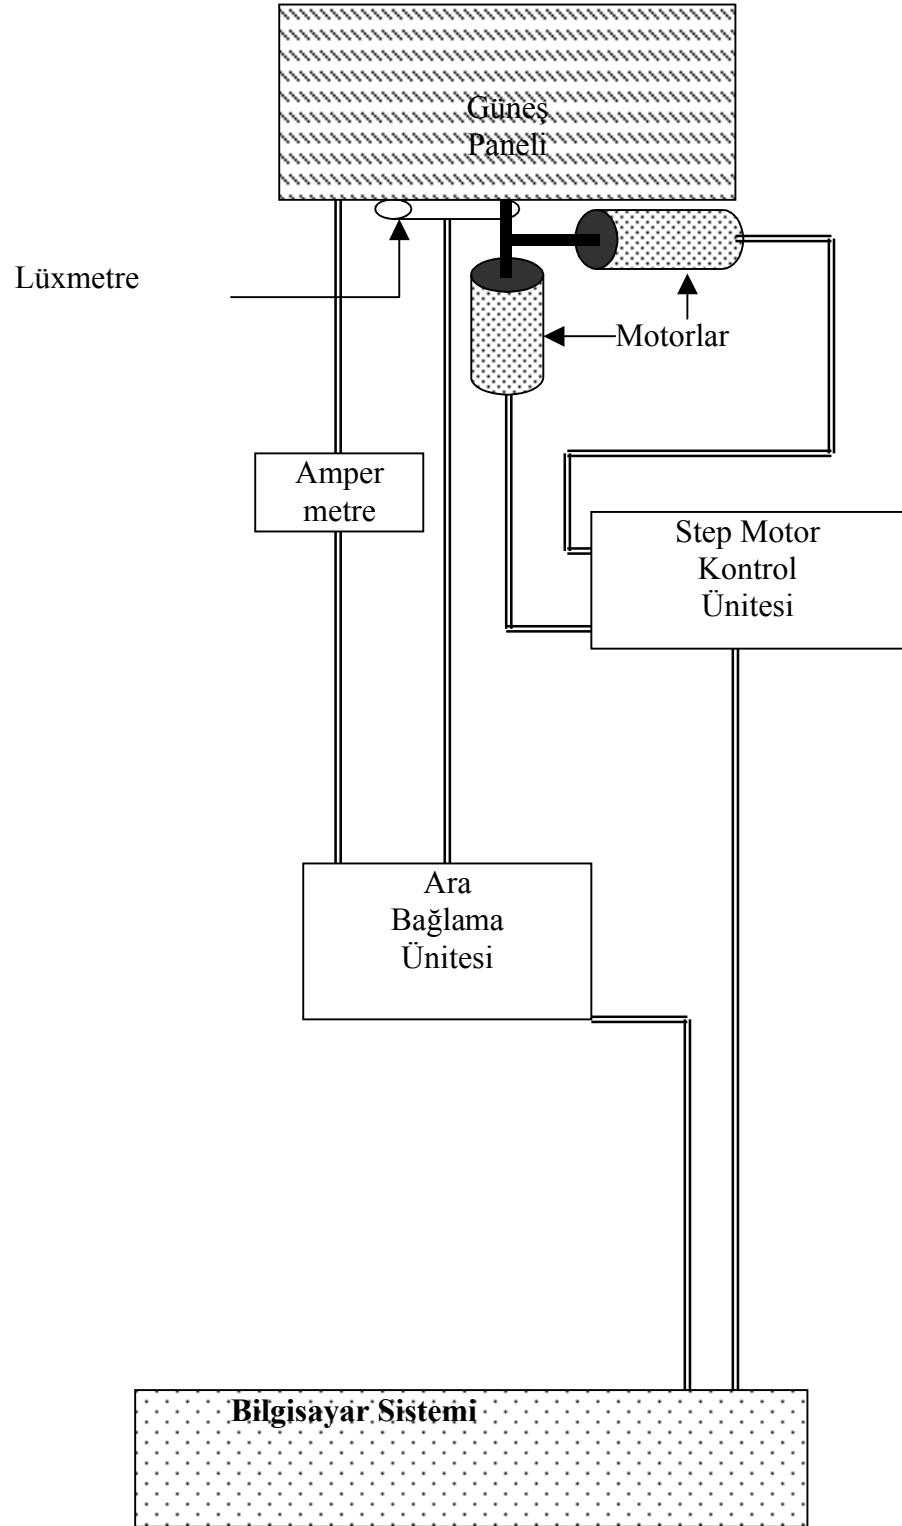 Güneş
Paneli
Lüxmetre
Motorlar
Amper
metre
Step Motor
Kontrol
Ünitesi
Ara
Bağlama
Ünitesi
Bilgisayar Sistemi